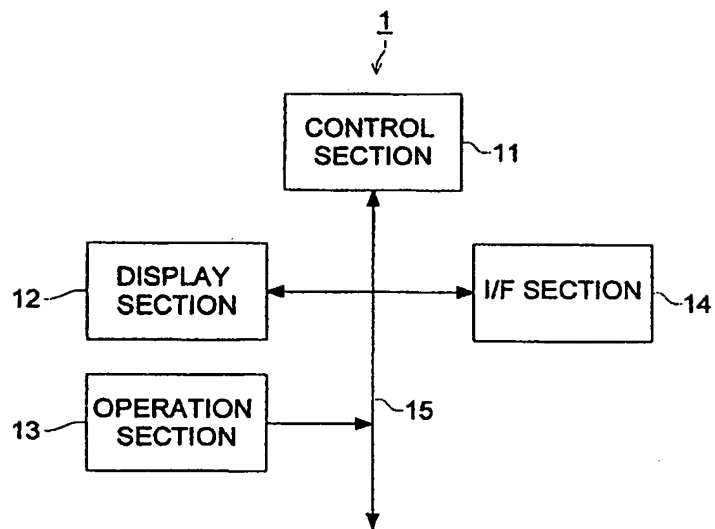 1
CONTROL
SECTION
11
DISPLAY
SECTION
12
I/F SECTION
14
OPERATION
SECTION
13
15